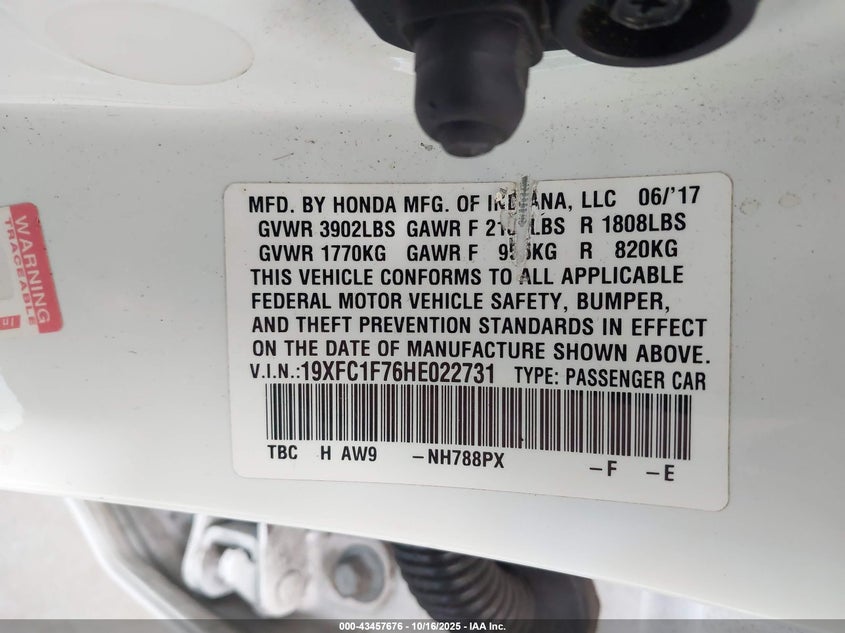 MFD. BY HONDA MFG. OF INDIANA, LLC 06/'17
GVWR 3902LBS GAWR F LBS R 1808LBS
GVWR 1770KG GAWR F KG R 820KG
THIS VEHICLE CONFORMS TO ALL APPLICABLE
FEDERAL MOTOR VEHICLE SAFETY, BUMPER,
AND THEFT PREVENTION STANDARDS IN EFFECT
ON THE DATE OF MANUFACTURE SHOWN ABOVE.
V.I.N.:19XFC1F76HE022731 TYPE: PASSENGER CAR
TBC H AW9 -NH788PX -F -E
WARNING
TRACEABLE
000-43457676 - 10/16/2025 - IAA Inc.